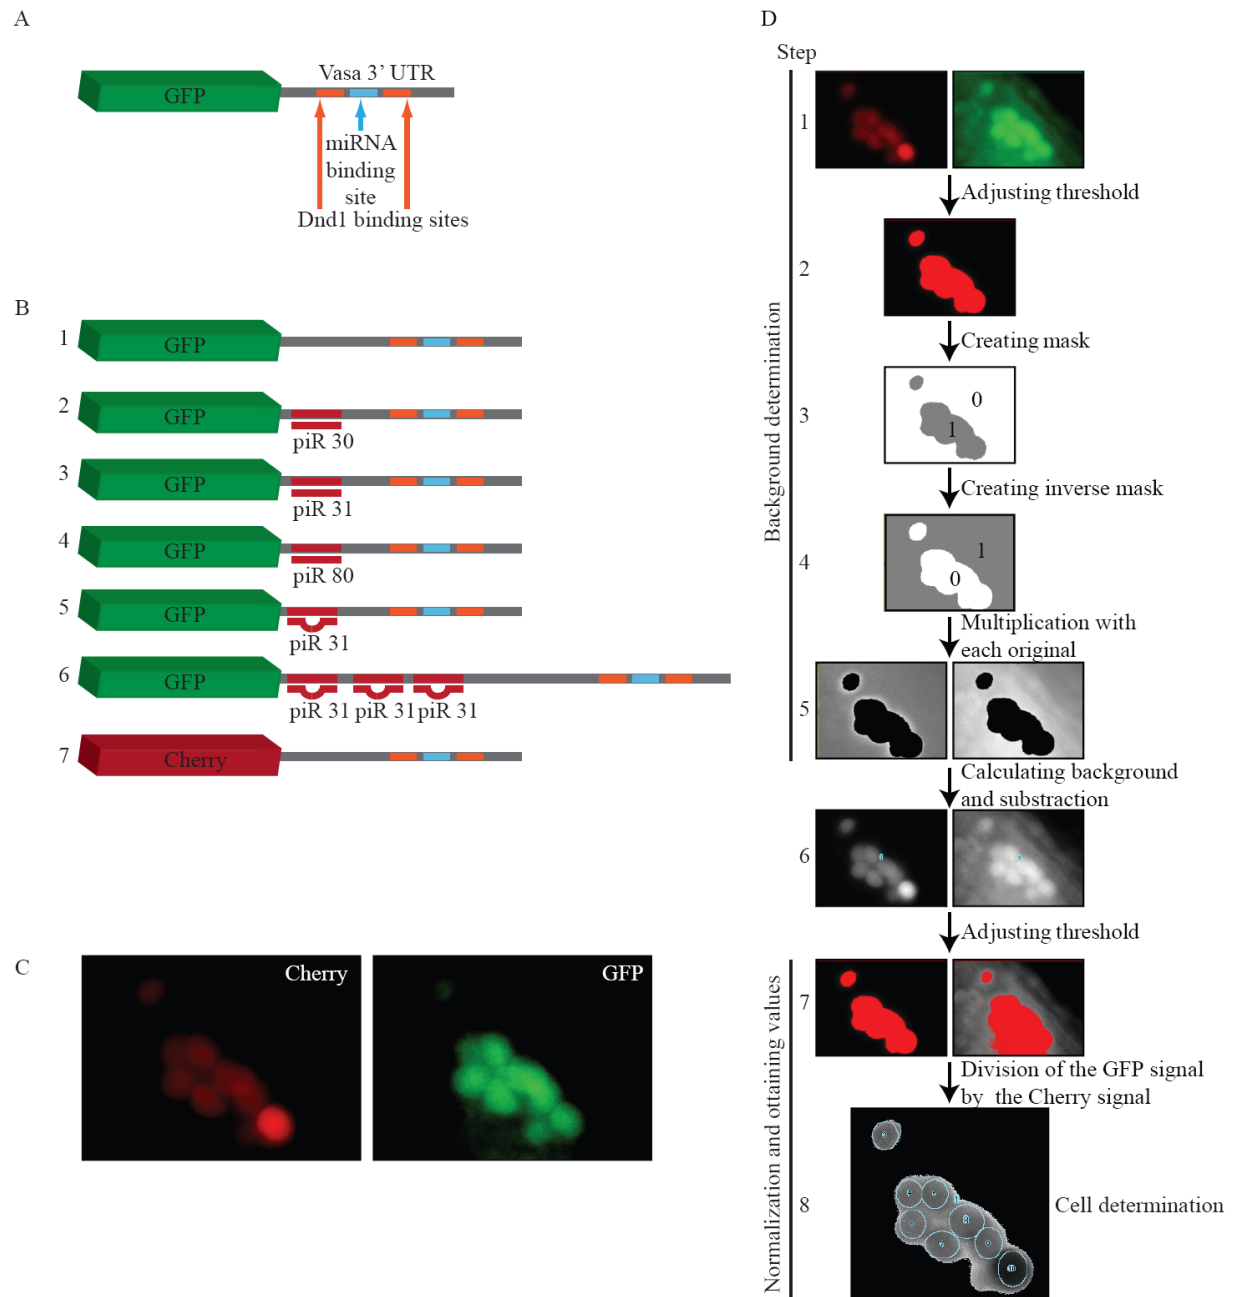 A
GFP
Vasa 3’ UTR
miRNA
binding
site
Dnd1 binding sites
B
1
GFP
2
GFP
piR 30
3
GFP
piR 31
4
GFP
piR 80
5
GFP
piR 31
6
GFP
piR 31 piR 31 piR 31
7
Cherry
C
Cherry
GFP
D
Step
Background determination
1
Adjusting threshold
2
Creating mask
3
0
1
Creating inverse mask
4
1
0
Multiplication with
each original
5
Calculating background
and substraction
6
Adjusting threshold
Normalization and ottaining values
7
Division of the GFP signal
by the Cherry signal
8
Cell determination